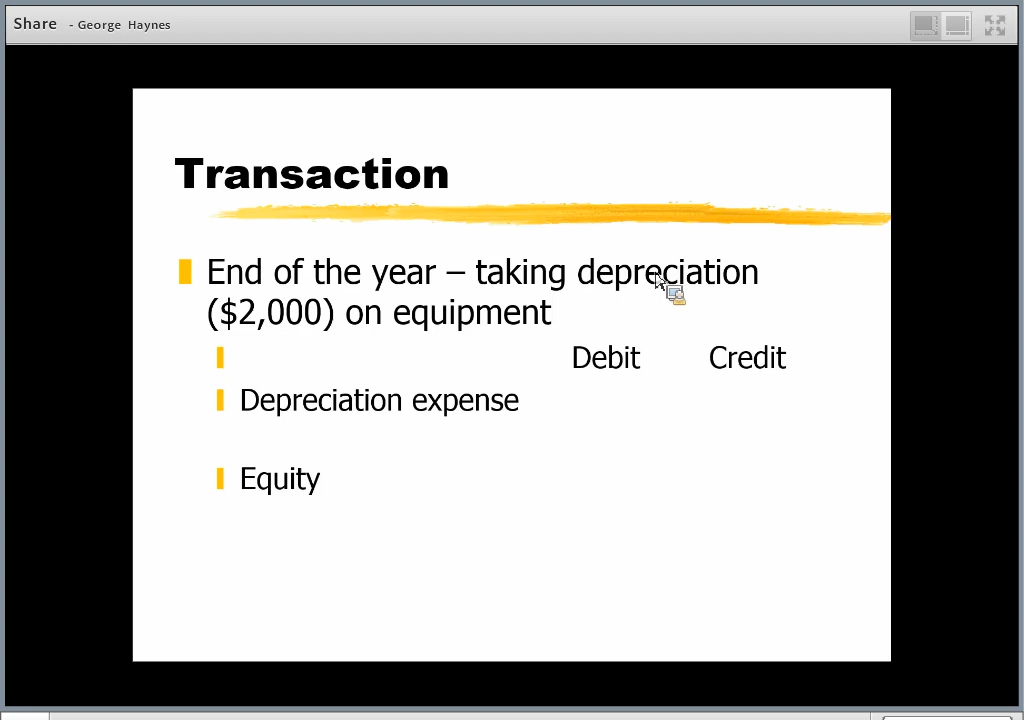 Share - George Haynes
Transaction
End of the year – taking depreciation
($2,000) on equipment
Debit Credit
Depreciation expense
Equity